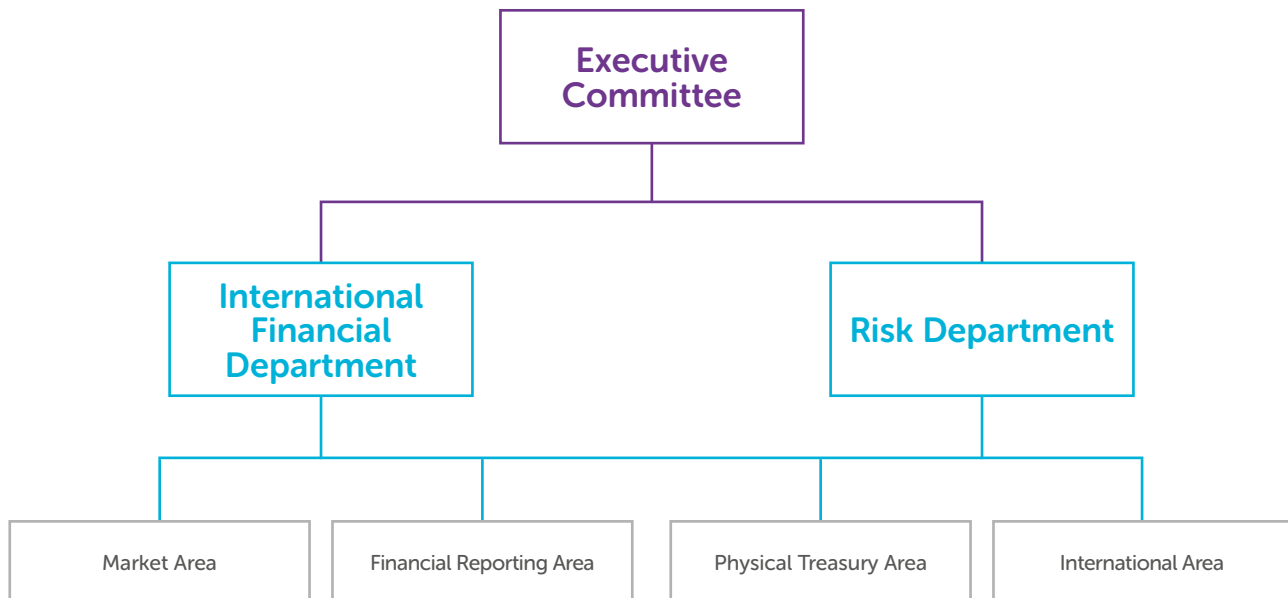 Executive
Committee
International
Financial
Department
Risk Department
Market Area
Financial Reporting Area
Physical Treasury Area
International Area